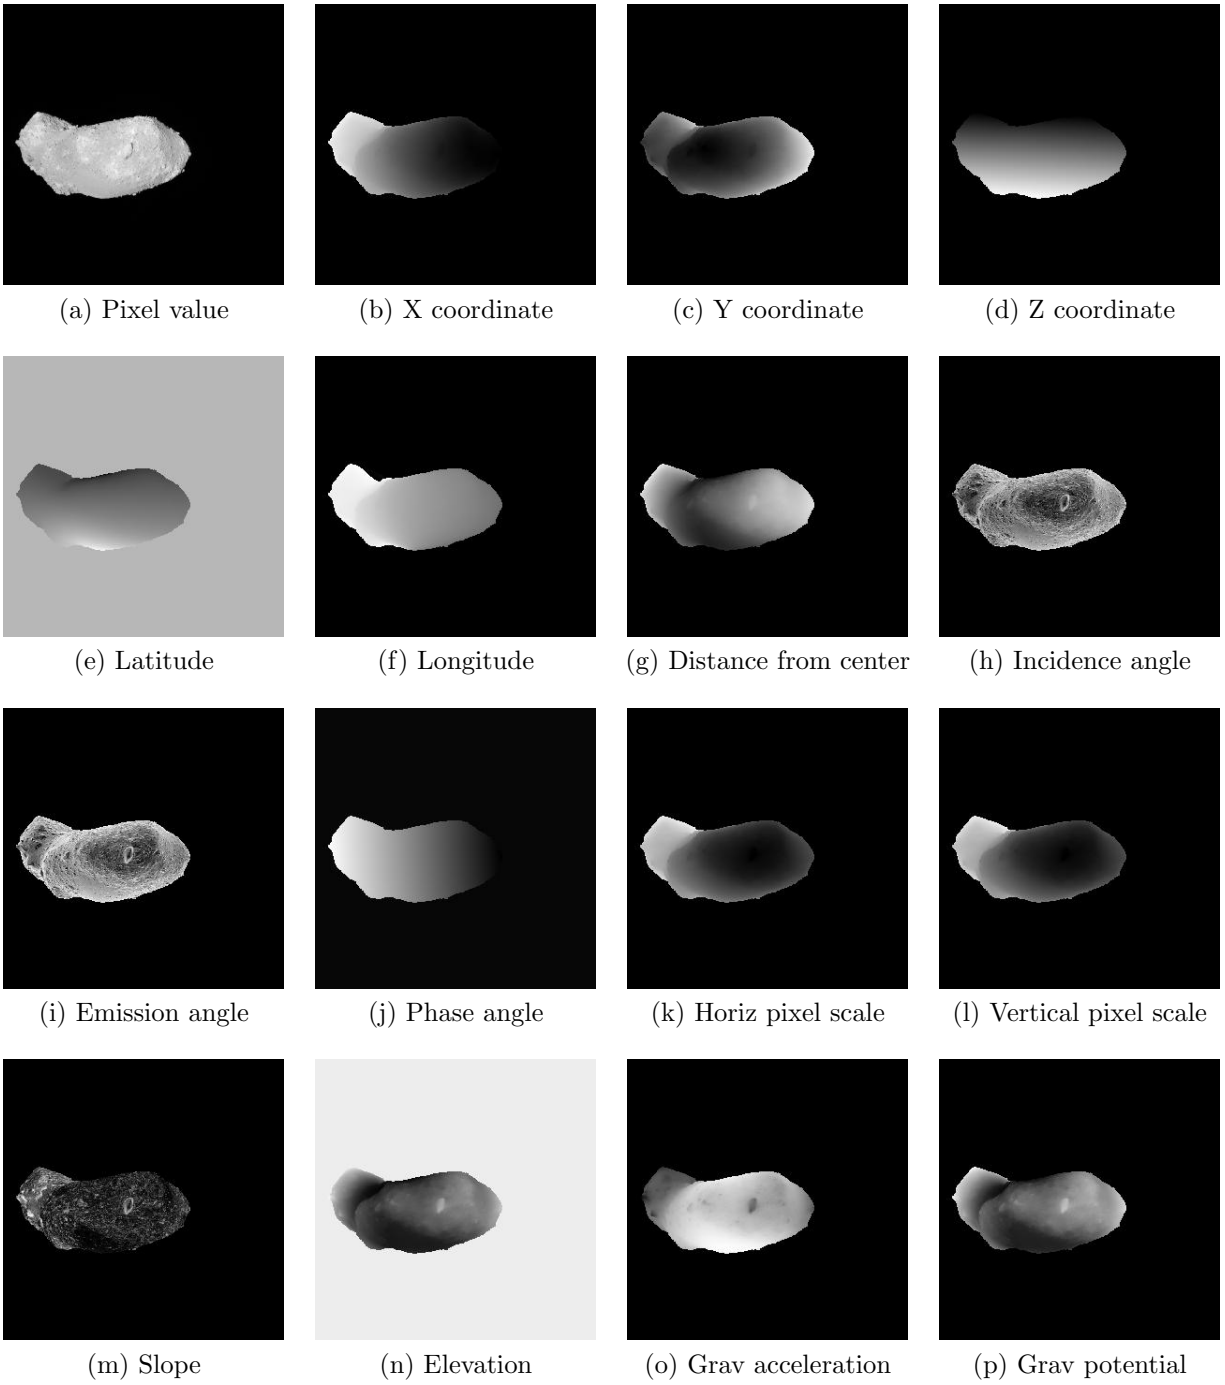 (a) Pixel value
(b) X coordinate
(c) Y coordinate
(d) Z coordinate
(e) Latitude
(f) Longitude
(g) Distance from center
(h) Incidence angle
(i) Emission angle
(j) Phase angle
(k) Horiz pixel scale
(l) Vertical pixel scale
(m) Slope
(n) Elevation
(o) Grav acceleration
(p) Grav potential